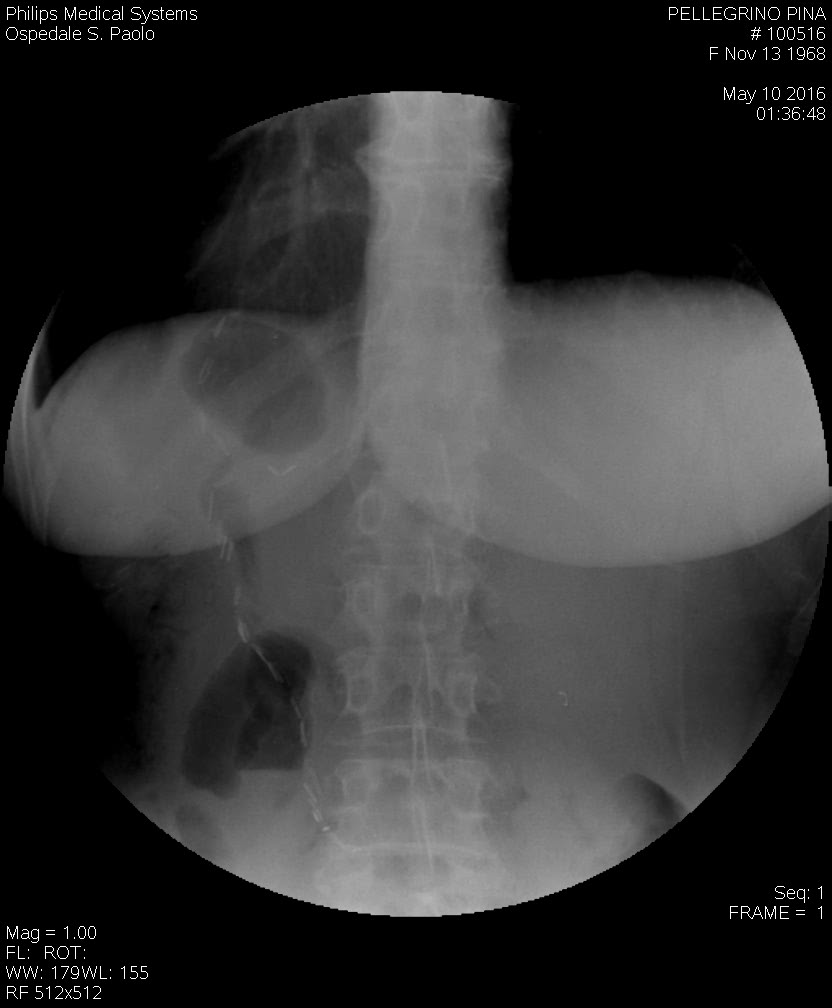 Philips Medical Systems
Ospedale S. Paolo
PELLEGRINO PINA
# 100516
F Nov 13 1968
May 10 2016
01:36:48
Seq: 1
FRAME = 1
Mag = 1.00
FL: ROT:
WW: 179WL: 155
RF 512x512